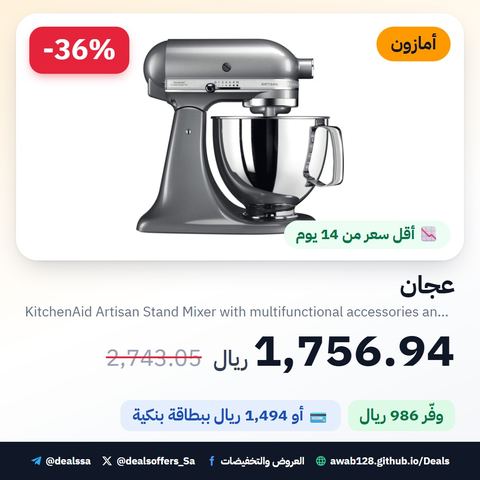 -36%
أمازون
ARTISAN
📉 أقل سعر من 14 يوم
عجان
KitchenAid Artisan Stand Mixer with multifunctional accessories an...
1,756.94 ريال 2,743.05
وفّر 986 ريال
💳 أو 1,494 ريال ببطاقة بنكية
@dealssa @dealsoffers_Sa العروض والتخفيضات awab128.github.io/Deals